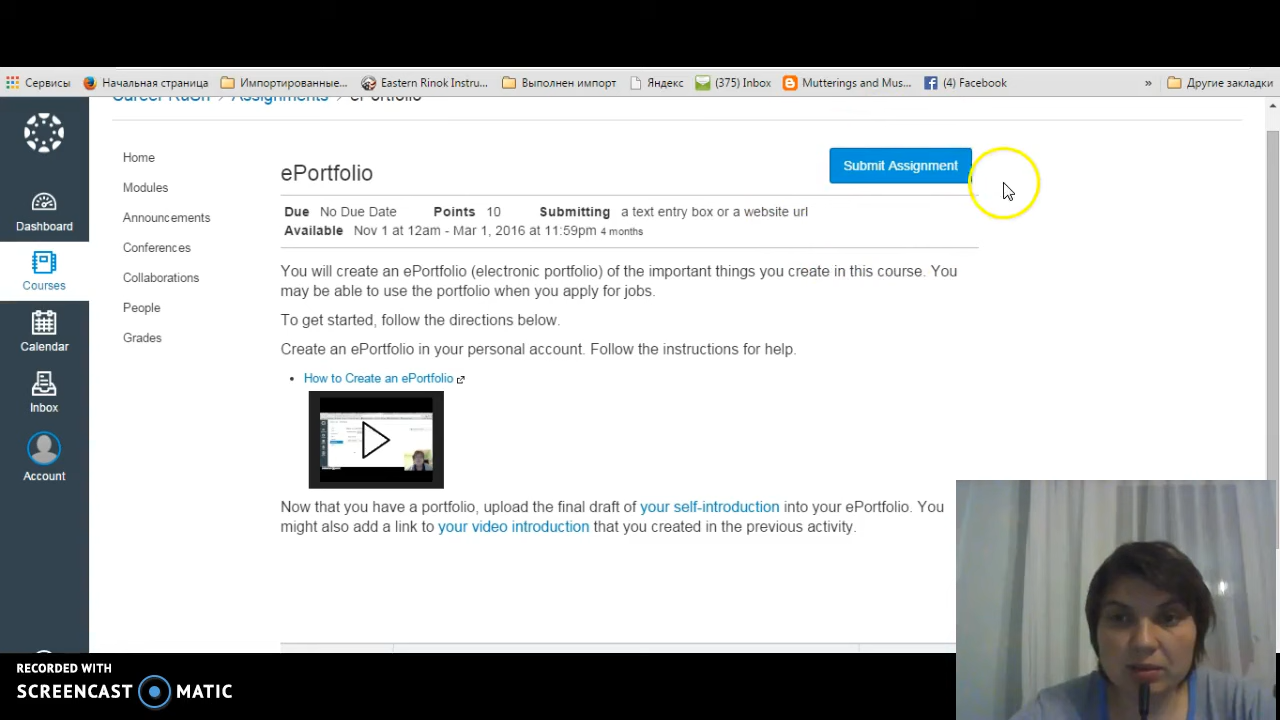 Сервисы Начальная страница Импортированные... Eastern Rinok Instru... Выполнен импорт Яндекс (375) Inbox Mutterings and Mus... (4) Facebook » Другие закладки
Career RuSh › Assignments › ePortfolio
Dashboard
Courses
Calendar
Inbox
Account
Home
Modules
Announcements
Conferences
Collaborations
People
Grades
ePortfolio
Submit Assignment
Due No Due Date Points 10 Submitting a text entry box or a website url
Available Nov 1 at 12am - Mar 1, 2016 at 11:59pm 4 months
You will create an ePortfolio (electronic portfolio) of the important things you create in this course. You
may be able to use the portfolio when you apply for jobs.
To get started, follow the directions below.
Create an ePortfolio in your personal account. Follow the instructions for help.
• How to Create an ePortfolio
Now that you have a portfolio, upload the final draft of your self-introduction into your ePortfolio. You
might also add a link to your video introduction that you created in the previous activity.
RECORDED WITH
SCREENCAST MATIC